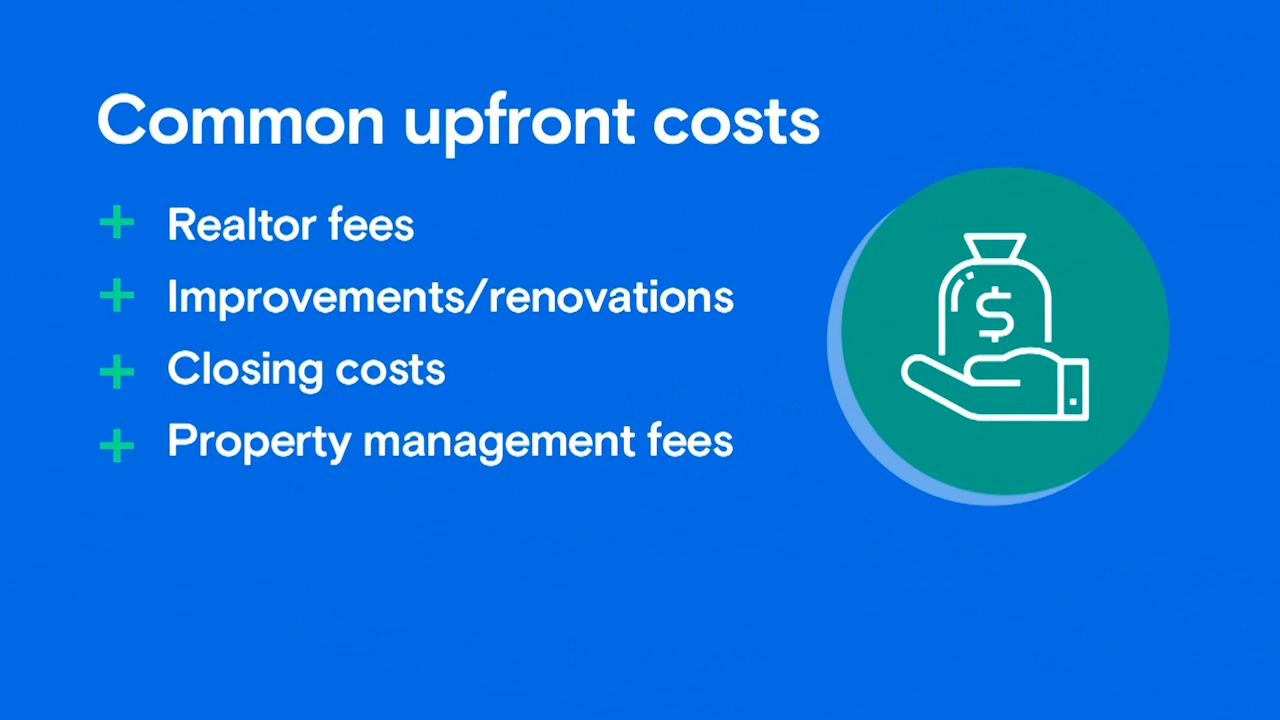 Common upfront costs
+ Realtor fees
+ Improvements/renovations
+ Closing costs
+ Property management fees
$